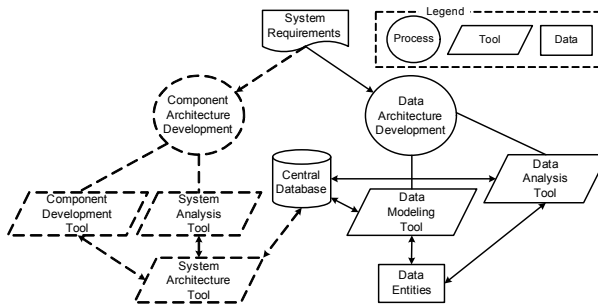 System
Requirements
Legend
Process
Tool
Data
Component
Architecture
Development
Data
Architecture
Development
Central
Database
Data
Analysis
Tool
Component
Development
Tool
System
Analysis
Tool
Data
Modeling
Tool
System
Architecture
Tool
Data
Entities